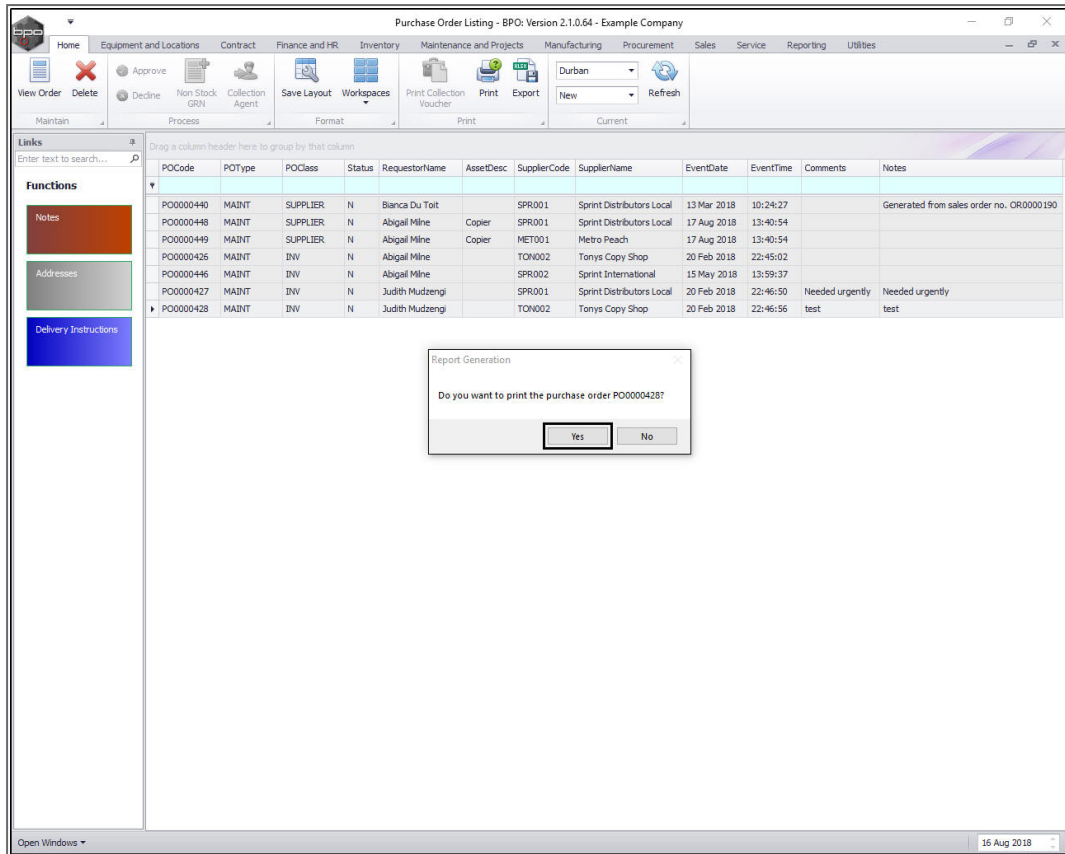 Purchase Order Listing - BPO: Version 2.1.0.64 - Example Company
bpo
Home Equipment and Locations Contract Finance and HR Inventory Maintenance and Projects Manufacturing Procurement Sales Service Reporting Utilities
View Order Delete Approve Decline Non Stock GRN Collection Agent Save Layout Workspaces Print Collection Voucher Print Export Durban New Refresh
Maintain Process Format Print Current
Links
Enter text to search...
Functions
Notes
Addresses
Delivery Instructions
Drag a column header here to group by that column
POCode POType POClass Status RequestorName AssetDesc SupplierCode SupplierName EventDate EventTime Comments Notes
PO0000440 MAINT SUPPLIER N Bianca Du Toit SPR001 Sprint Distributors Local 13 Mar 2018 10:24:27 Generated from sales order no. OR0000190
PO0000448 MAINT SUPPLIER N Abigail Milne Copier SPR001 Sprint Distributors Local 17 Aug 2018 13:40:54
PO0000449 MAINT SUPPLIER N Abigail Milne Copier MET001 Metro Peach 17 Aug 2018 13:40:54
PO0000426 MAINT INV N Abigail Milne TON002 Tonys Copy Shop 20 Feb 2018 22:45:02
PO0000446 MAINT INV N Abigail Milne SPR002 Sprint International 15 May 2018 13:59:37
PO0000427 MAINT INV N Judith Mudzengi SPR001 Sprint Distributors Local 20 Feb 2018 22:46:50 Needed urgently Needed urgently
PO0000428 MAINT INV N Judith Mudzengi TON002 Tonys Copy Shop 20 Feb 2018 22:46:56 test test
Report Generation
Do you want to print the purchase order PO0000428?
Yes No
Open Windows
16 Aug 2018